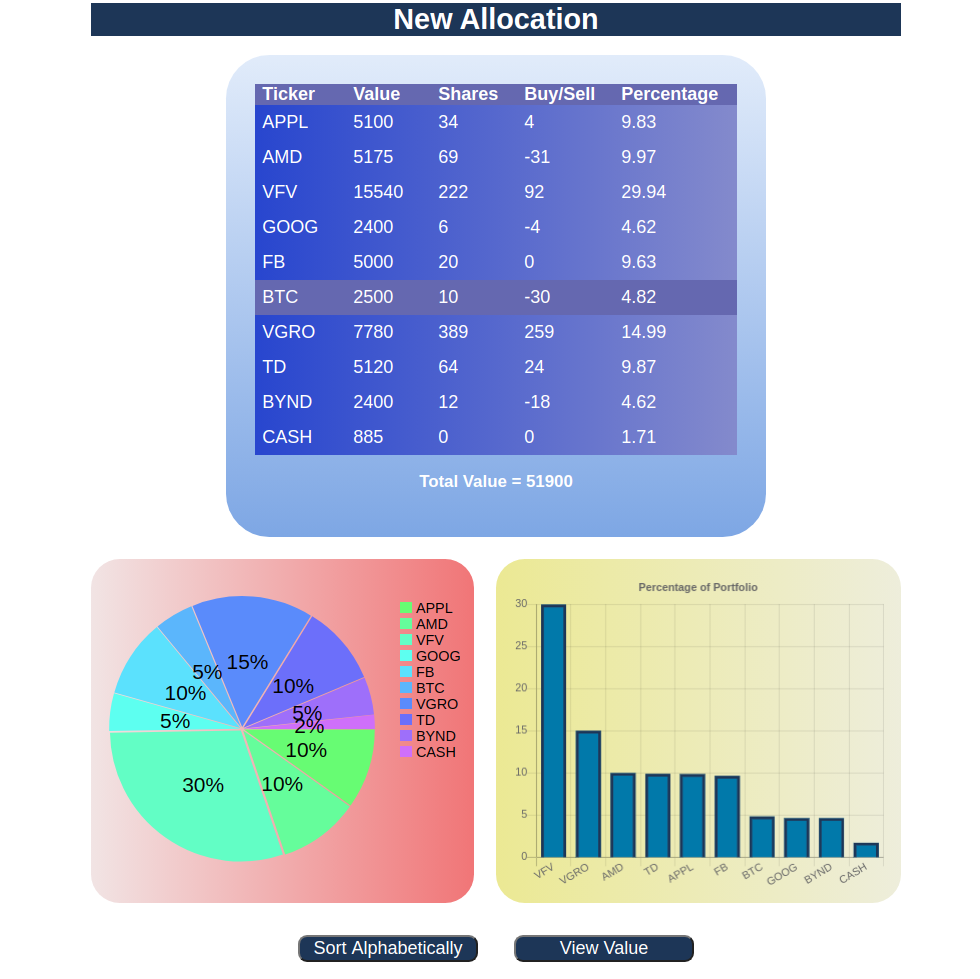 New Allocation
Ticker Value Shares Buy/Sell Percentage
APPL 5100 34 4 9.83
AMD 5175 69 -31 9.97
VFV 15540 222 92 29.94
GOOG 2400 6 -4 4.62
FB 5000 20 0 9.63
BTC 2500 10 -30 4.82
VGRO 7780 389 259 14.99
TD 5120 64 24 9.87
BYND 2400 12 -18 4.62
CASH 885 0 0 1.71
Total Value = 51900
15%
5%
10%
10%
5%
5%
2%
10%
30%
10%
APPL
AMD
VFV
GOOG
FB
BTC
VGRO
TD
BYND
CASH
Percentage of Portfolio
30
25
20
15
10
5
0
VFV VGRO AMD TD APPL FB BTC GOOG BYND CASH
Sort Alphabetically View Value